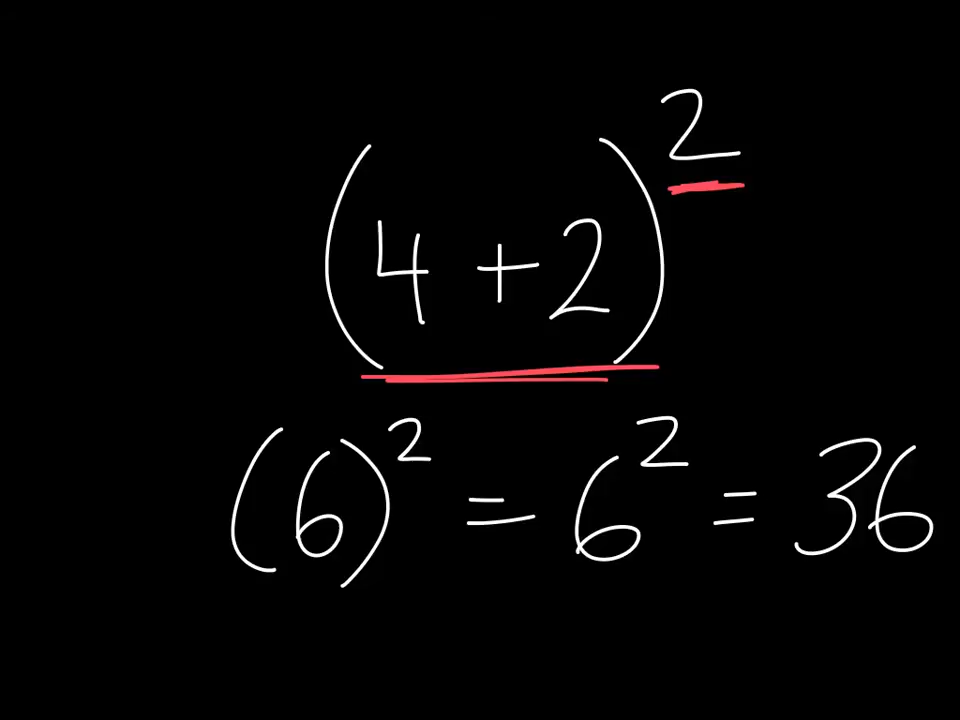 (4+2)²
(6)² = 6² = 36